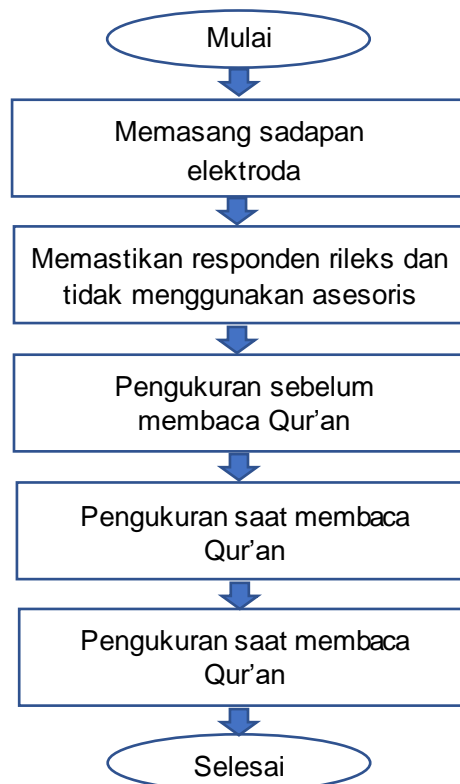 Mulai
Memasang sadapan
elektroda
Memastikan responden rileks dan
tidak menggunakan asesoris
Pengukuran sebelum
membaca Qur’an
Pengukuran saat membaca
Qur’an
Pengukuran saat membaca
Qur’an
Selesai